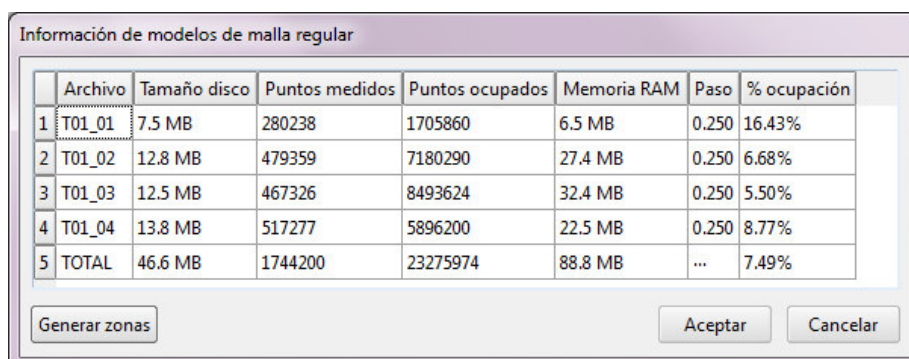 Información de modelos de malla regular
Archivo Tamaño disco Puntos medidos Puntos ocupados Memoria RAM Paso % ocupación
1 T01_01 7.5 MB 280238 1705860 6.5 MB 0.250 16.43%
2 T01_02 12.8 MB 479359 7180290 27.4 MB 0.250 6.68%
3 T01_03 12.5 MB 467326 8493624 32.4 MB 0.250 5.50%
4 T01_04 13.8 MB 517277 5896200 22.5 MB 0.250 8.77%
5 TOTAL 46.6 MB 1744200 23275974 88.8 MB ... 7.49%
Generar zonas Aceptar Cancelar